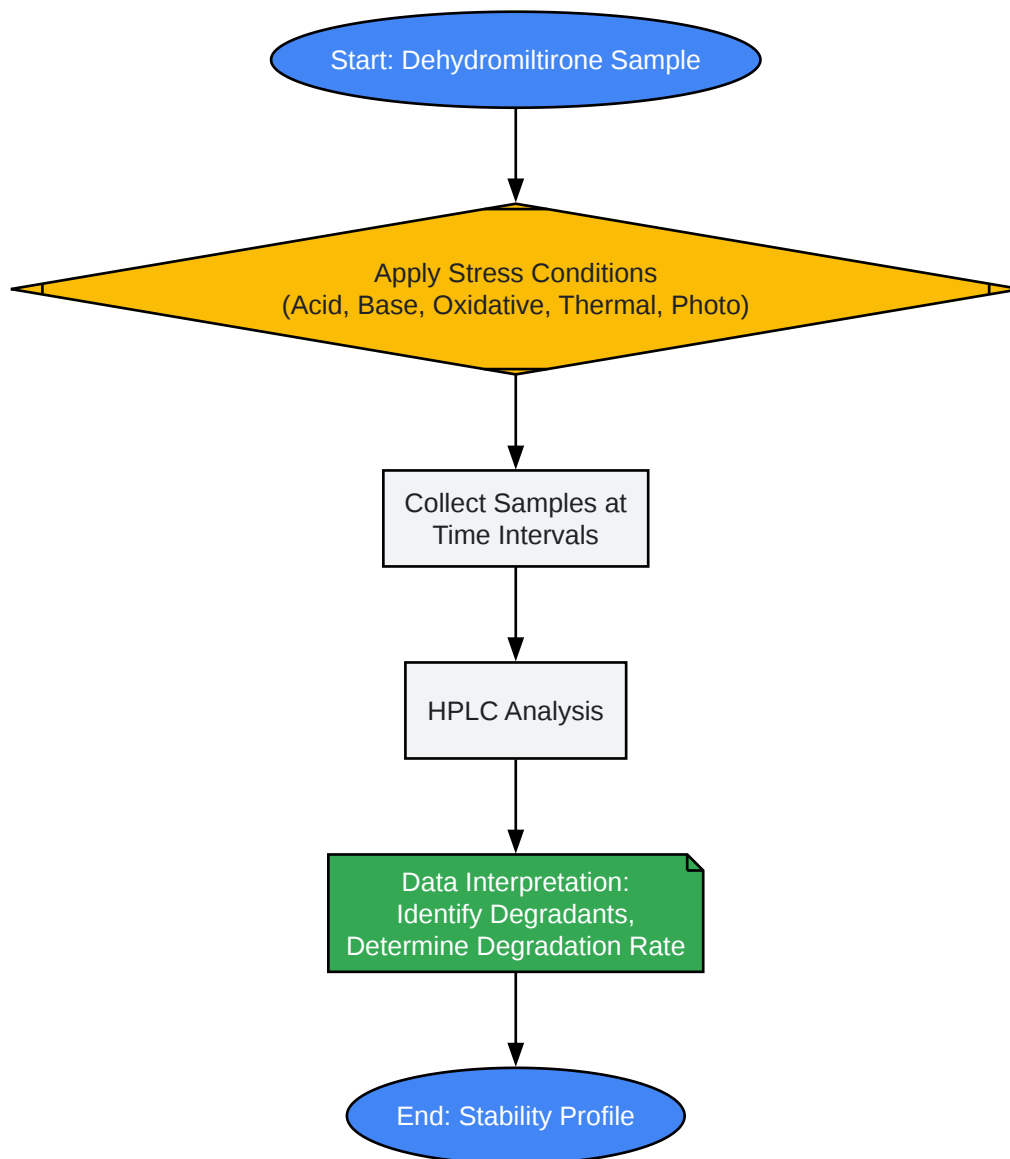 Start: Dehydromiltirone Sample
Apply Stress Conditions
(Acid, Base, Oxidative, Thermal, Photo)
Collect Samples at
Time Intervals
HPLC Analysis
Data Interpretation:
Identify Degradants,
Determine Degradation Rate
End: Stability Profile